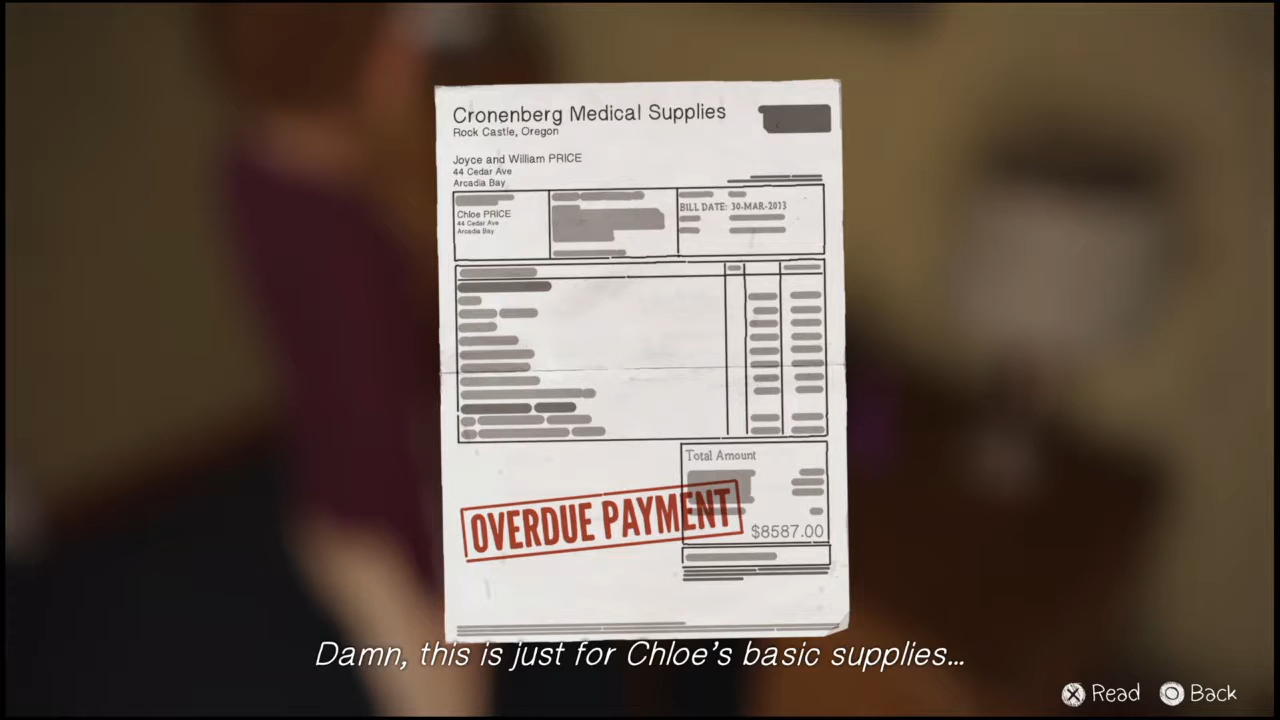 Cronenberg Medical Supplies
Rock Castle, Oregon
Joyce and William PRICE
44 Cedar Ave
Arcadia Bay
Chloe PRICE
44 Cedar Ave
Arcadia Bay
BILL DATE: 30-MAR-2013
Total Amount
OVERDUE PAYMENT
$8587.00
Damn, this is just for Chloe's basic supplies...
Read Back